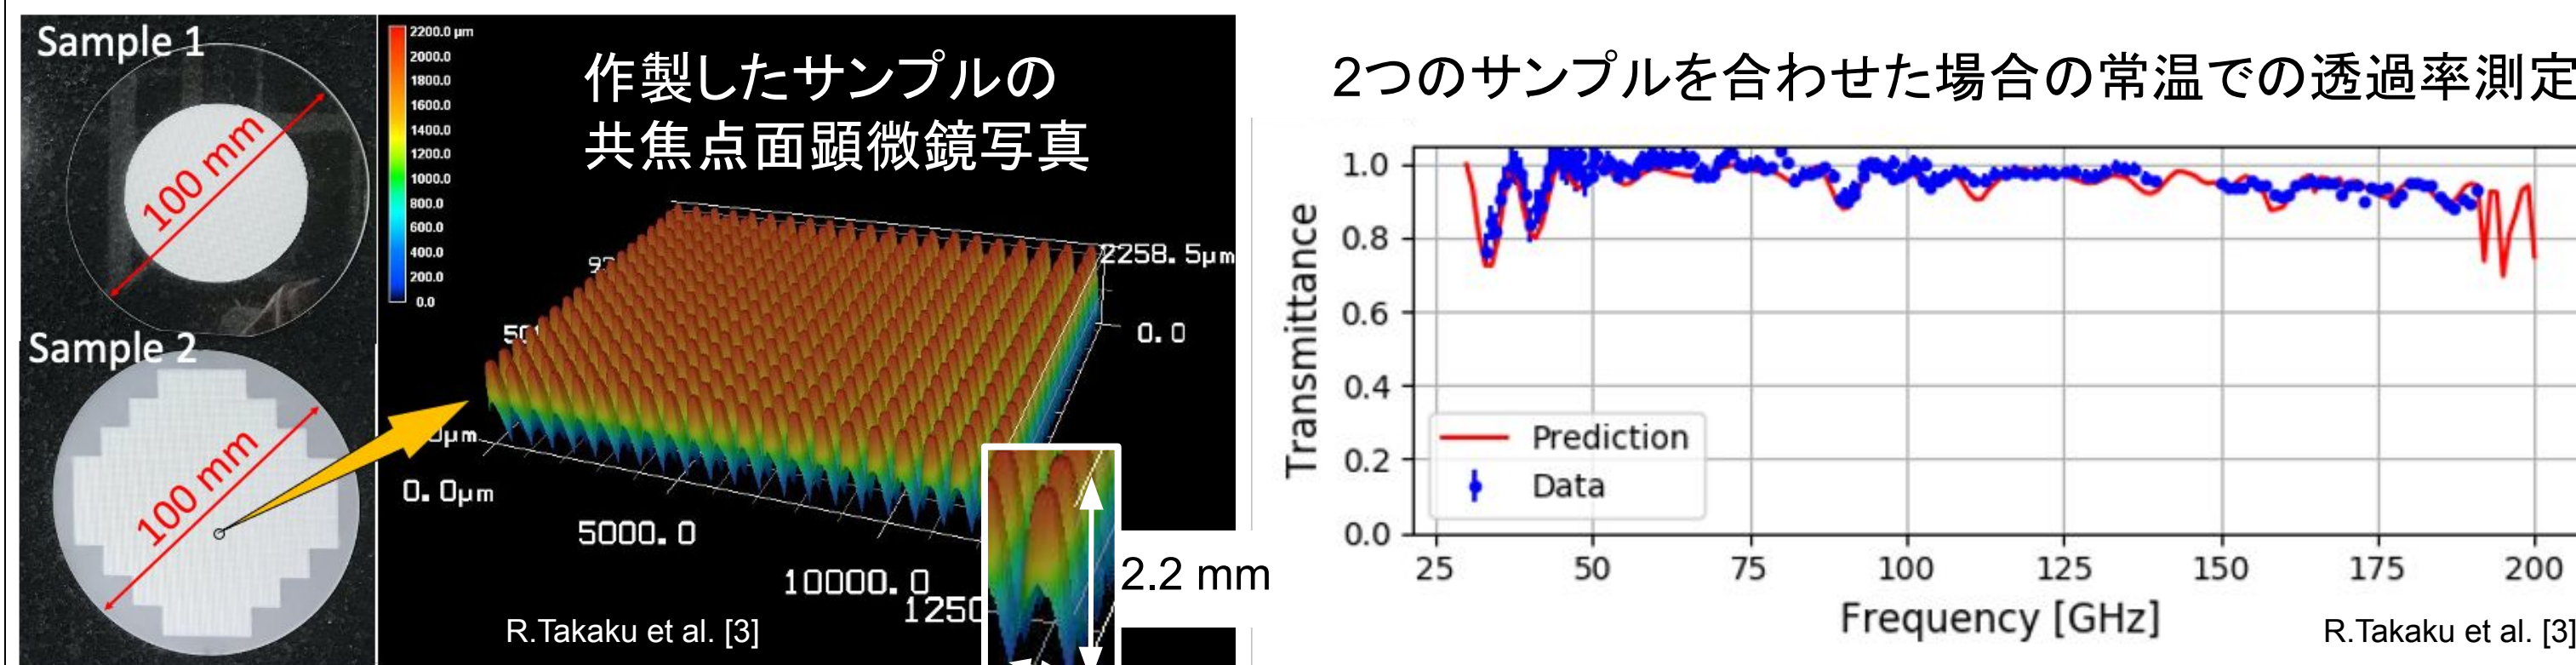 Sample 1
100 mm
Sample 2
100 mm
2200.0 µm
2000.0
1800.0
1600.0
1400.0
1200.0
1000.0
800.0
600.0
400.0
200.0
0.0
作製したサンプルの
共焦点面顕微鏡写真
2258.5µm
0.0
µm
0.0µm
5000.0
10000.0
1250
2.2 mm
R.Takaku et al. [3]
2つのサンプルを合わせた場合の常温での透過率測定
Transmittance
1.0
0.8
0.6
0.4
0.2
0.0
Prediction
Data
25 50 75 100 125 150 175 200
Frequency [GHz]
R.Takaku et al. [3]